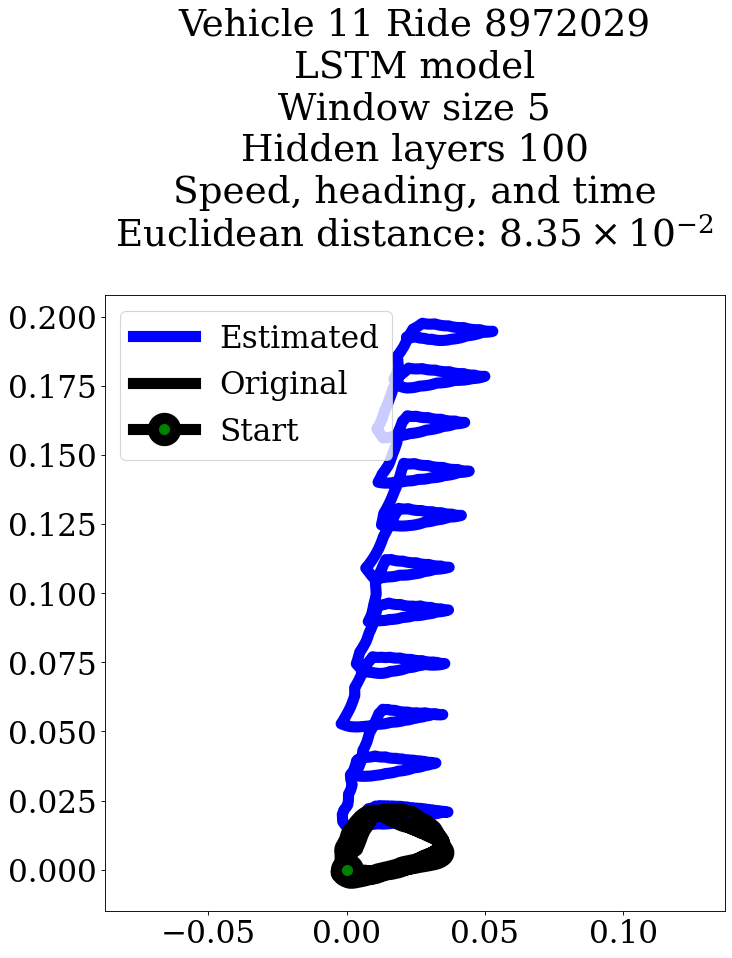 Vehicle 11 Ride 8972029
LSTM model
Window size 5
Hidden layers 100
Speed, heading, and time
Euclidean distance: 8.35 × 10⁻²
Estimated
Original
Start
0.200
0.175
0.150
0.125
0.100
0.075
0.050
0.025
0.000
−0.05 0.00 0.05 0.10